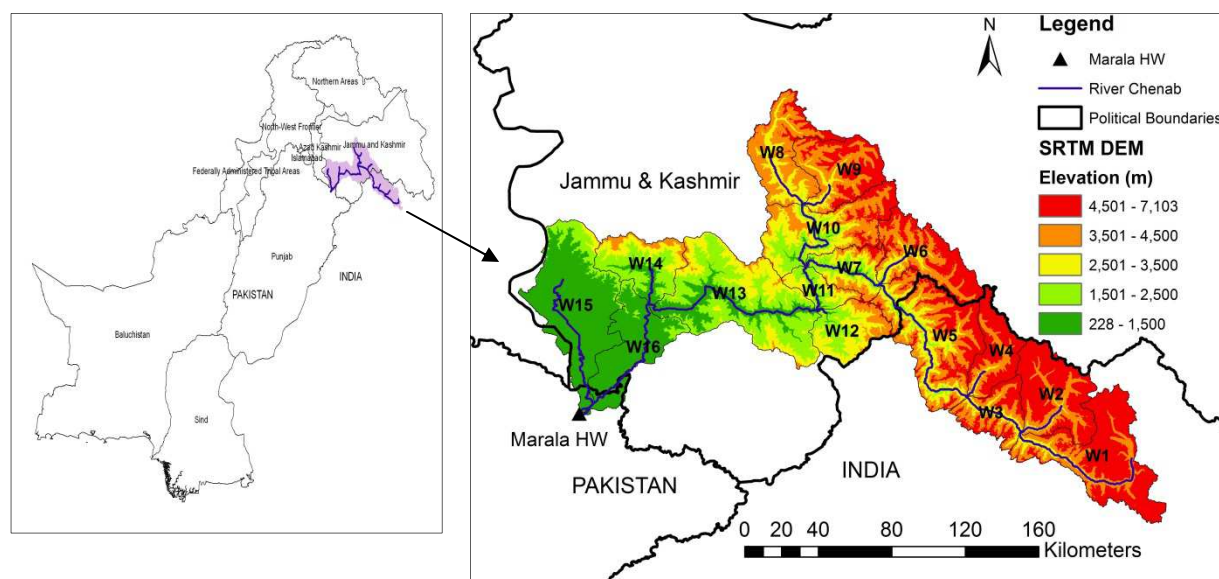 Northern Areas
North-West Frontier
Azad Kashmir
Jammu and Kashmir
Islamabad
Federally Administered Tribal Areas
Punjab
INDIA
PAKISTAN
Baluchistan
Sind
N
Legend
Marala HW
River Chenab
Political Boundaries
SRTM DEM
Elevation (m)
4,501 - 7,103
3,501 - 4,500
2,501 - 3,500
1,501 - 2,500
228 - 1,500
Jammu & Kashmir
W8
W9
W10
W6
W7
W14
W11
W13
W15
W12
W5
W16
W4
W2
W3
W1
Marala HW
INDIA
PAKISTAN
0 20 40 80 120 160
Kilometers